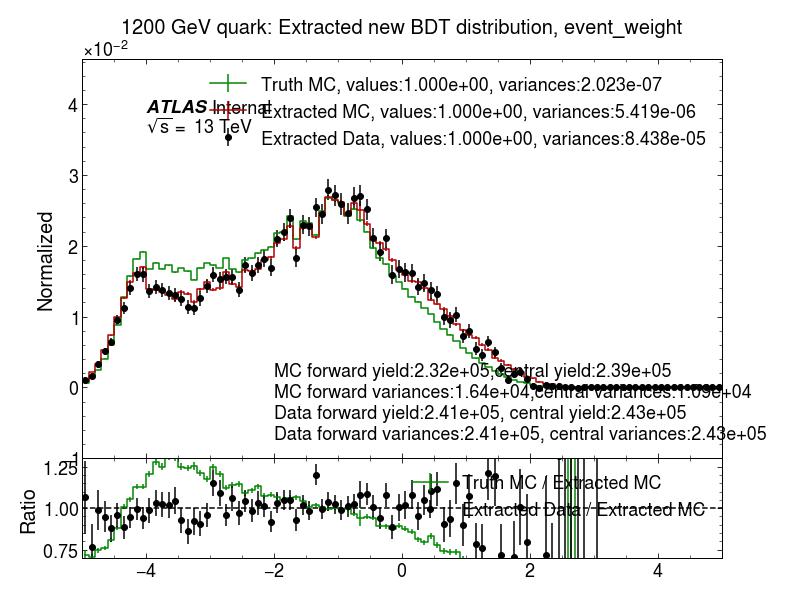 1200 GeV quark: Extracted new BDT distribution, event_weight
×10−2
Truth MC, values:1.000e+00, variances:2.023e-07
ATLAS Internal
Extracted MC, values:1.000e+00, variances:5.419e-06
√s = 13 TeV
Extracted Data, values:1.000e+00, variances:8.438e-05
4
3
2
1
0
1
Normalized
MC forward yield:2.32e+05,central yield:2.39e+05
MC forward variances:1.64e+04,central variances:1.09e+04
Data forward yield:2.41e+05, central yield:2.43e+05
Data forward variances:2.41e+05, central variances:2.43e+05
1.25
1.00
0.75
Ratio
Truth MC / Extracted MC
Extracted Data / Extracted MC
−4 −2 0 2 4